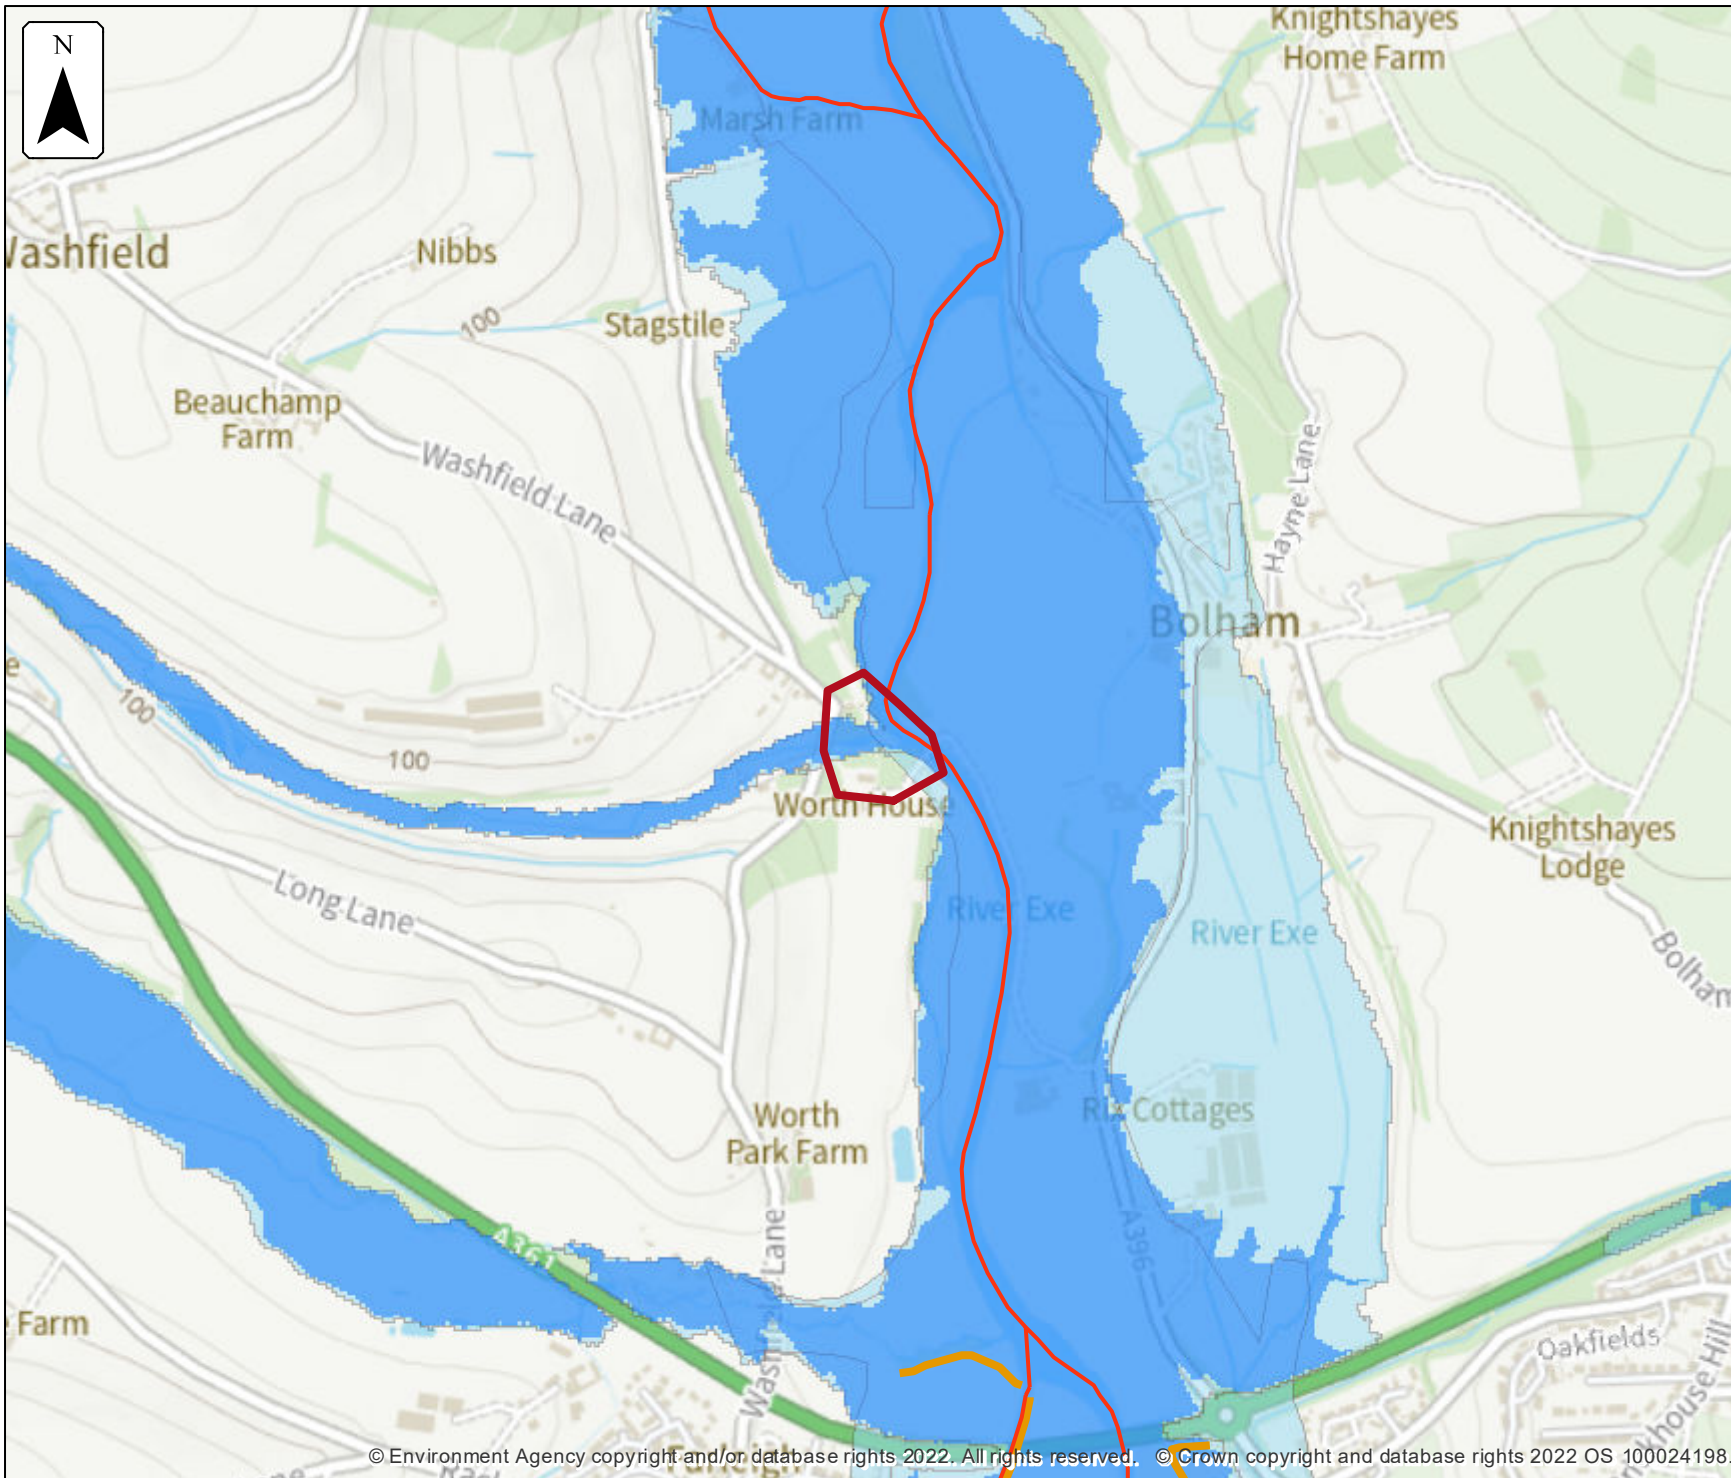 N
Knightshayes
Home Farm
Marsh Farm
Washfield
Nibbs
100
Stagstile
Beauchamp
Farm
Washfield Lane
Hayne Lane
Bolham
100
100
Worth House
Knightshayes
Lodge
Long Lane
River Exe
River Exe
Bolham
Worth
Park Farm
Rix Cottages
A361
A396
Lane
Farm
Oakfields
house Hill
© Environment Agency copyright and/or database rights 2022. All rights reserved. © Crown copyright and database rights 2022 OS 100024198